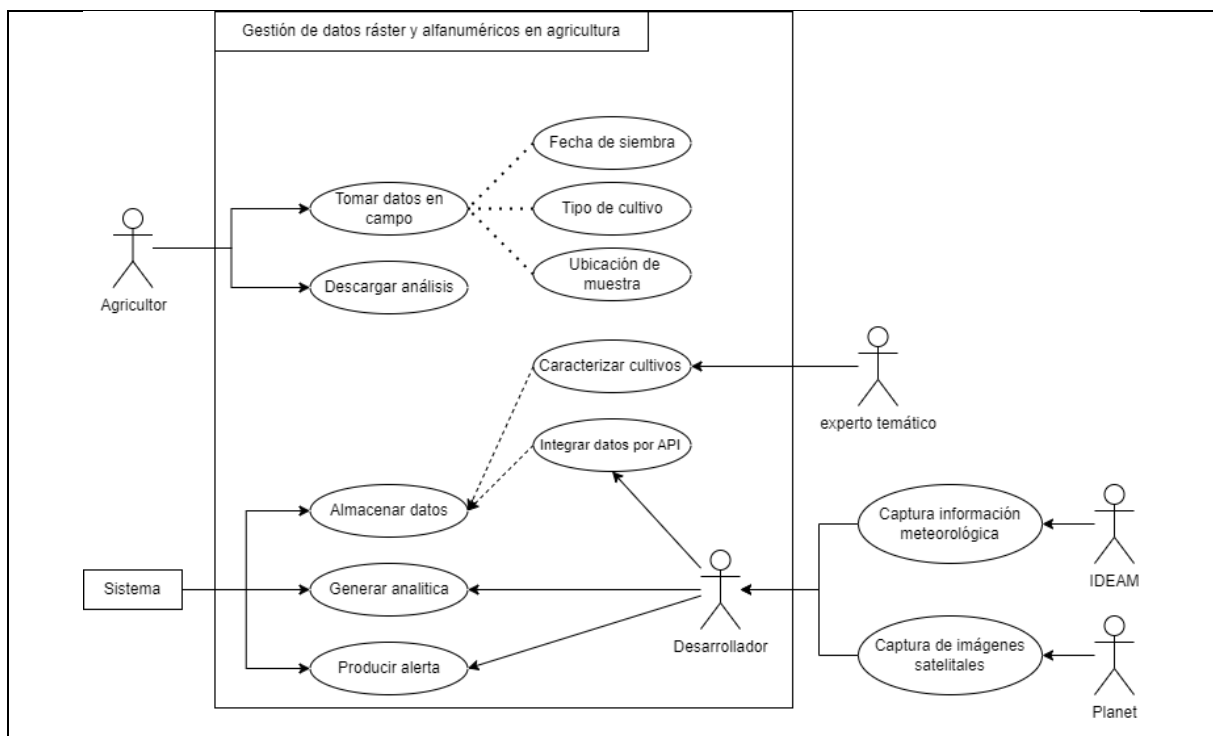 Gestión de datos ráster y alfanuméricos en agricultura
Fecha de siembra
Tomar datos en
campo
Tipo de cultivo
Ubicación de
muestra
Descargar análisis
Agricultor
Caracterizar cultivos
experto temático
Integrar datos por API
Almacenar datos
Captura información
meteorológica
IDEAM
Sistema
Generar analítica
Desarrollador
Producir alerta
Captura de imágenes
satelitales
Planet